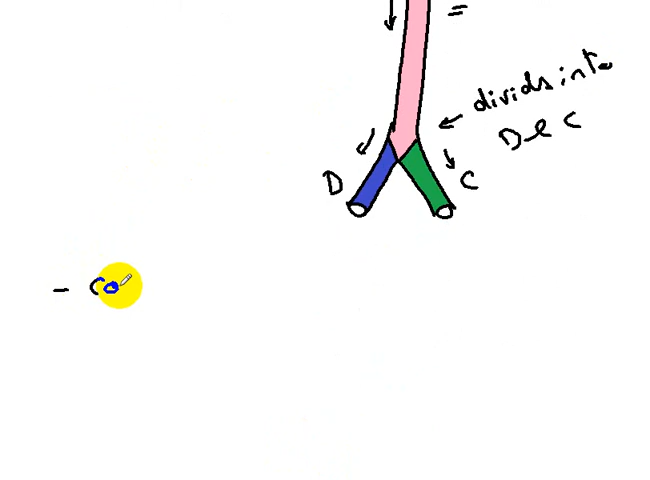 =
divids into
D & C
D
C
- Co